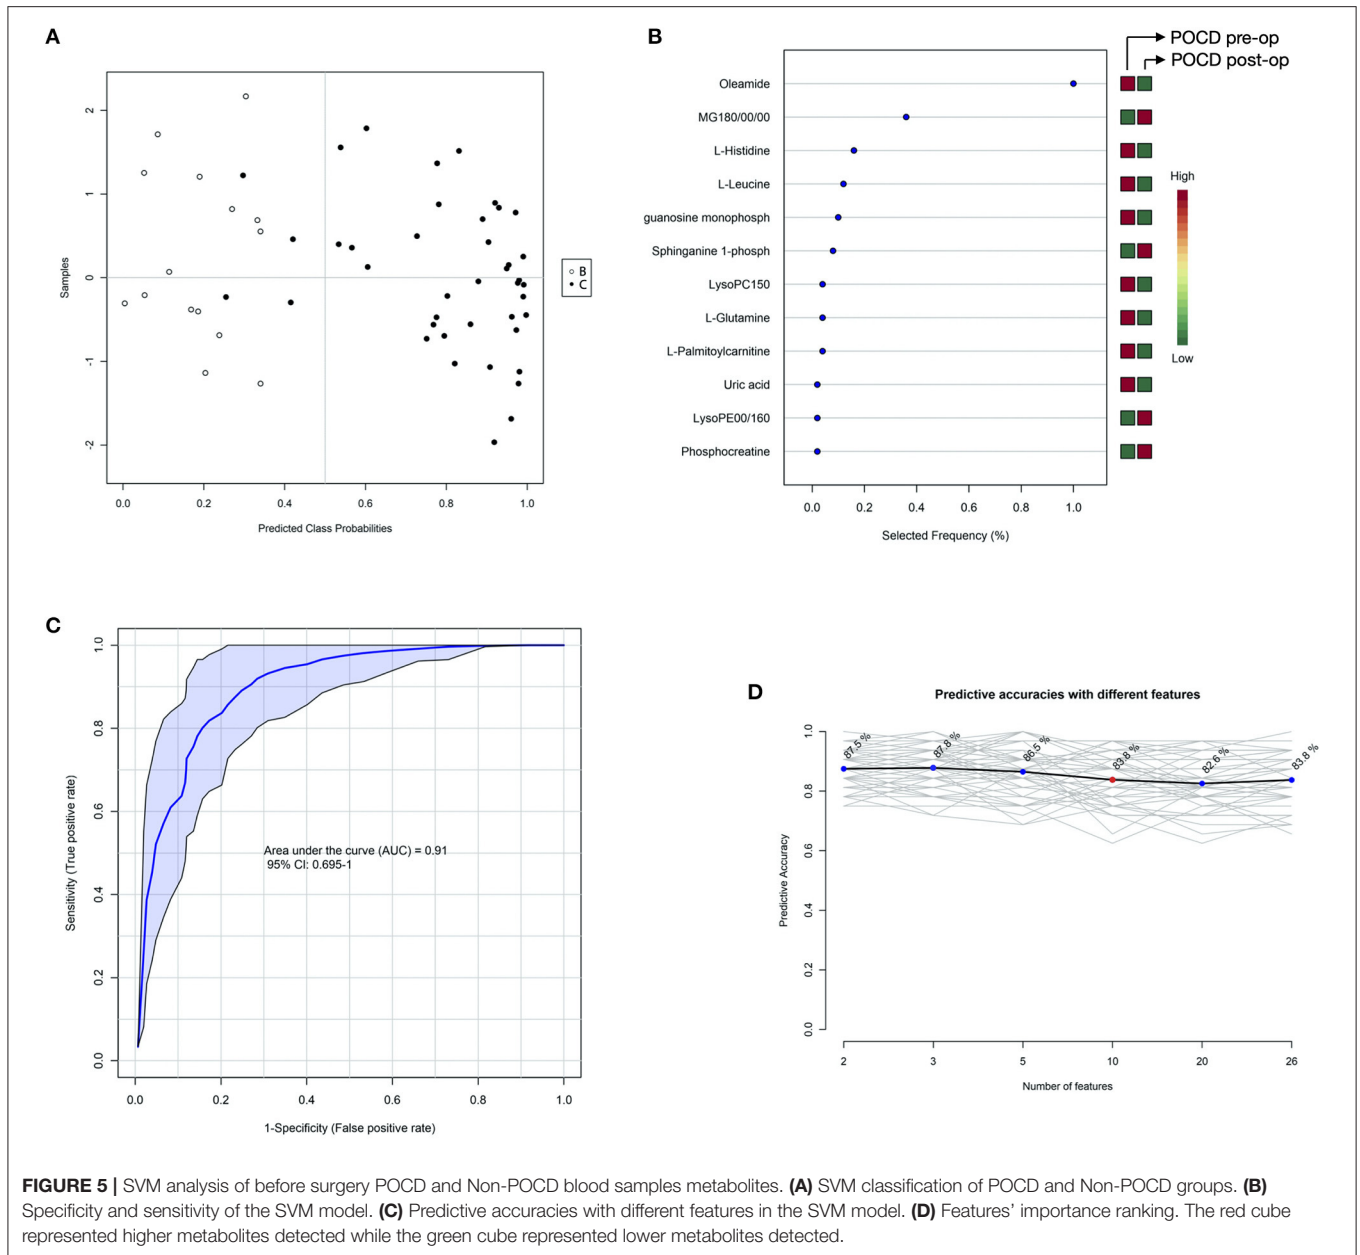 A
2
1
0
-1
-2
Samples
0.0 0.2 0.4 0.6 0.8 1.0
Predicted Class Probabilities
B
C
B
POCD pre-op
POCD post-op
Oleamide
MG180/00/00
L-Histidine
L-Leucine
guanosine monophosph
Sphinganine 1-phosph
LysoPC150
L-Glutamine
L-Palmitoylcarnitine
Uric acid
LysoPE00/160
Phosphocreatine
0.0 0.2 0.4 0.6 0.8 1.0
Selected Frequency (%)
High
Low
C
1.0
0.8
0.6
0.4
0.2
0.0
Sensitivity (True positive rate)
Area under the curve (AUC) = 0.91
95% CI: 0.695-1
0.0 0.2 0.4 0.6 0.8 1.0
1-Specificity (False positive rate)
D
Predictive accuracies with different features
1.0
0.8
0.6
0.4
0.2
0.0
Predictive Accuracy
87.5 % 87.8 % 86.5 % 83.8 % 82.6 % 83.8 %
2 3 5 10 20 26
Number of features
FIGURE 5 | SVM analysis of before surgery POCD and Non-POCD blood samples metabolites. (A) SVM classification of POCD and Non-POCD groups. (B)
Specificity and sensitivity of the SVM model. (C) Predictive accuracies with different features in the SVM model. (D) Features' importance ranking. The red cube
represented higher metabolites detected while the green cube represented lower metabolites detected.